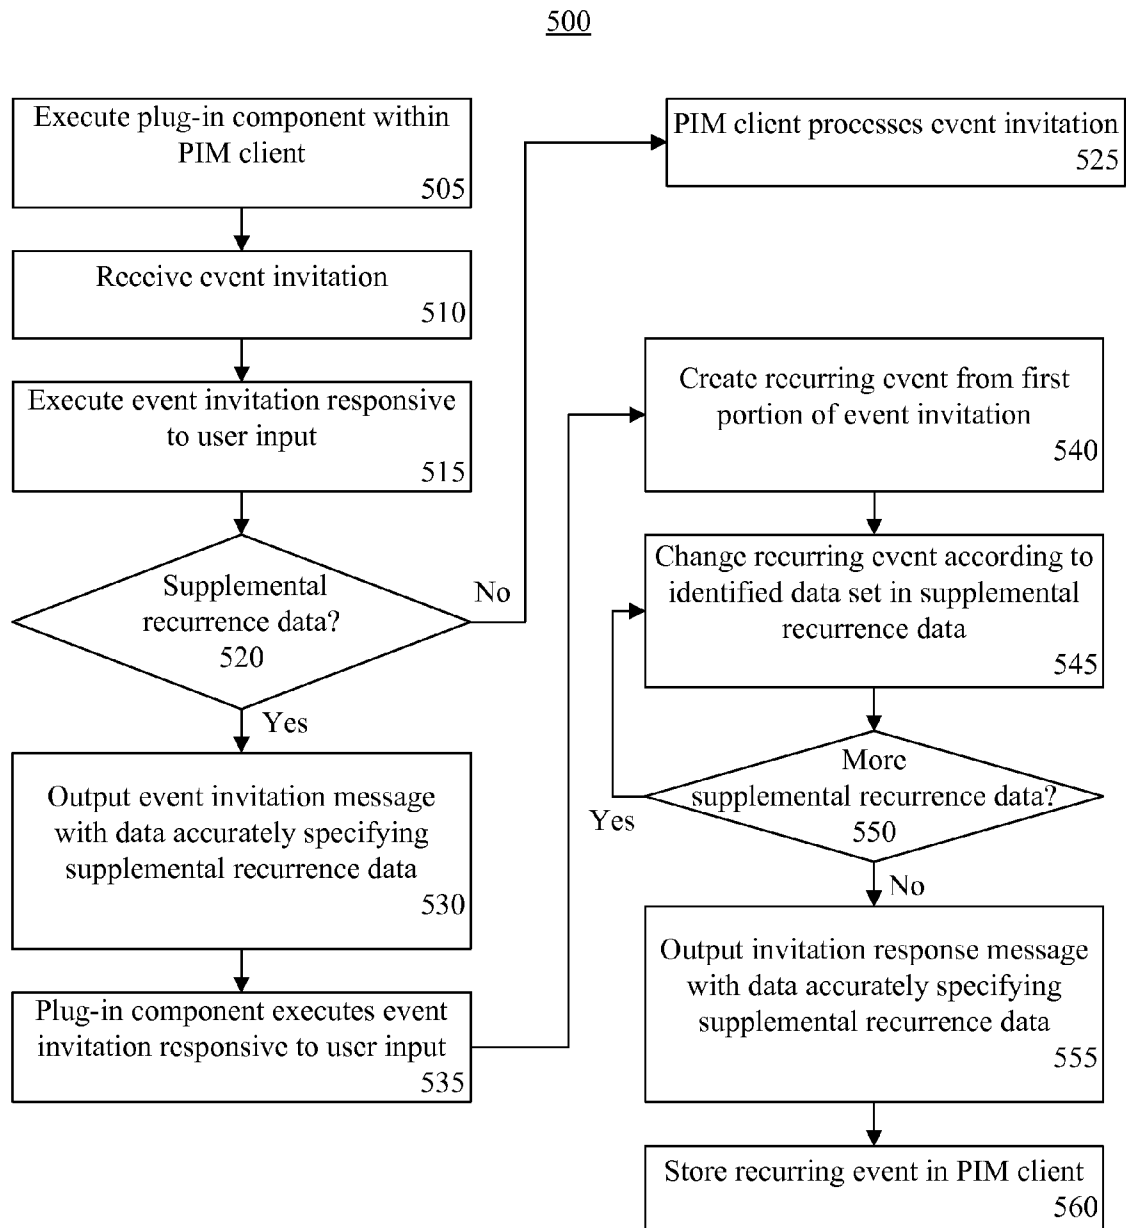 500
Execute plug-in component within
PIM client
505
Receive event invitation
510
Execute event invitation responsive
to user input
515
Supplemental
recurrence data?
520
No
Yes
PIM client processes event invitation
525
Output event invitation message
with data accurately specifying
supplemental recurrence data
530
Plug-in component executes event
invitation responsive to user input
535
Create recurring event from first
portion of event invitation
540
Change recurring event according to
identified data set in supplemental
recurrence data
545
More
supplemental recurrence data?
550
Yes
No
Output invitation response message
with data accurately specifying
supplemental recurrence data
555
Store recurring event in PIM client
560